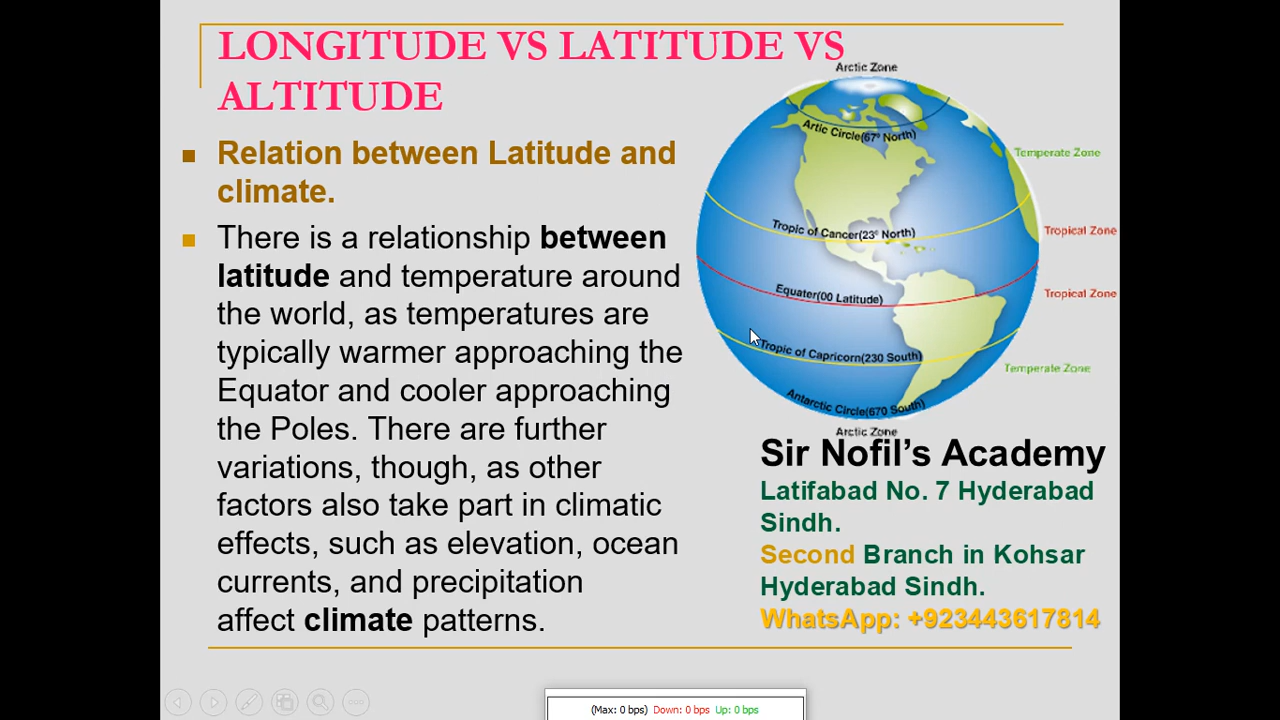 LONGITUDE VS LATITUDE VS
ALTITUDE
Relation between Latitude and
climate.
There is a relationship between
latitude and temperature around
the world, as temperatures are
typically warmer approaching the
Equator and cooler approaching
the Poles. There are further
variations, though, as other
factors also take part in climatic
effects, such as elevation, ocean
currents, and precipitation
affect climate patterns.
Arctic Zone
Artic Circle(67° North)
Temperate Zone
Tropic of Cancer(23° North)
Tropical Zone
Equater(00 Latitude)
Tropical Zone
Tropic of Capricorn(230 South)
Temperate Zone
Antarctic Circle(670 South)
Arctic Zone
Sir Nofil’s Academy
Latifabad No. 7 Hyderabad
Sindh.
Second Branch in Kohsar
Hyderabad Sindh.
WhatsApp: +923443617814
(Max: 0 bps) Down: 0 bps Up: 0 bps